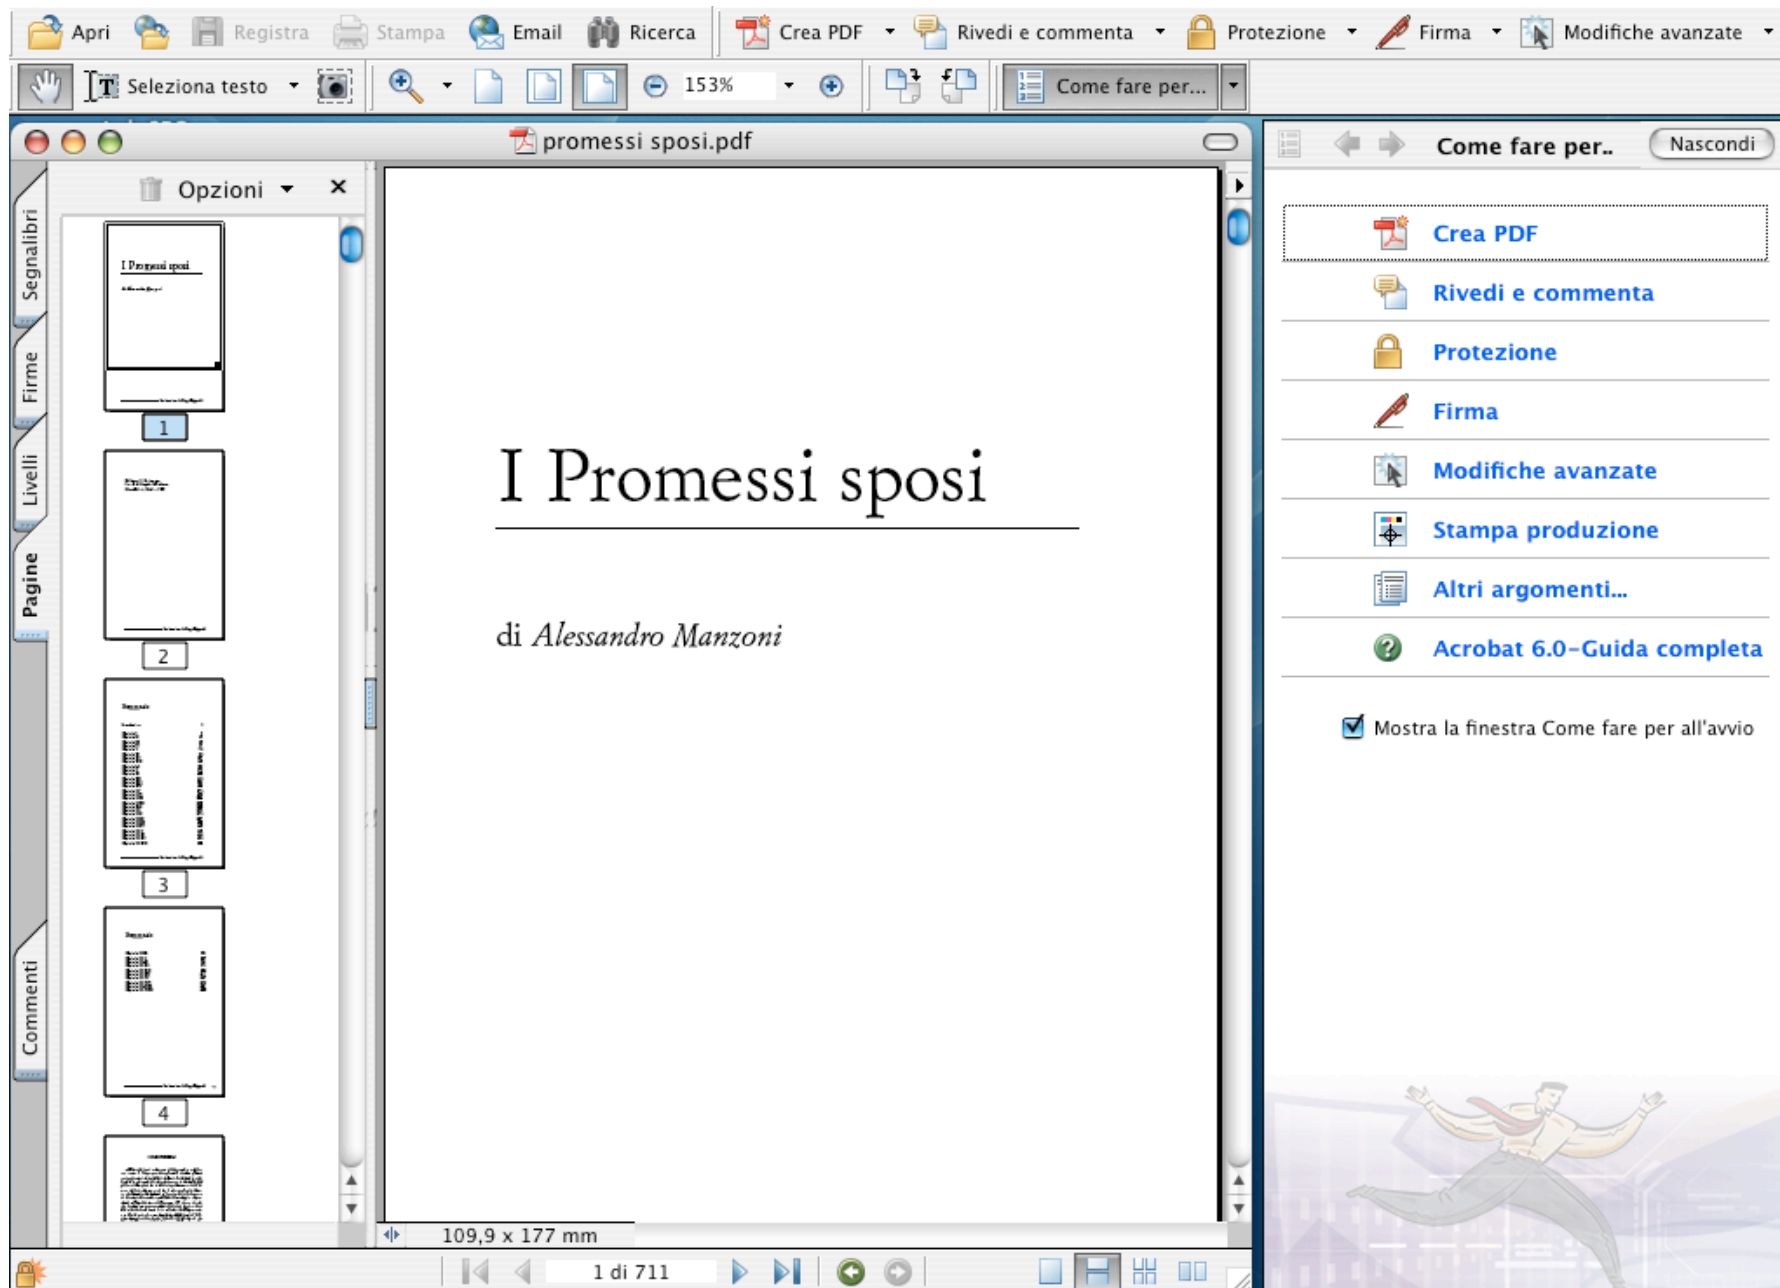 Apri Registra Stampa Email Ricerca Crea PDF Rivedi e commenta Protezione Firma Modifiche avanzate
Seleziona testo 153% Come fare per...
promessi sposi.pdf
Opzioni
Segnalibri
Firme
Livelli
Pagine
Commenti
I Promessi sposi
1
2
3
4
I Promessi sposi
di Alessandro Manzoni
109,9 x 177 mm
1 di 711
Come fare per.. Nascondi
Crea PDF
Rivedi e commenta
Protezione
Firma
Modifiche avanzate
Stampa produzione
Altri argomenti...
Acrobat 6.0-Guida completa
Mostra la finestra Come fare per all'avvio